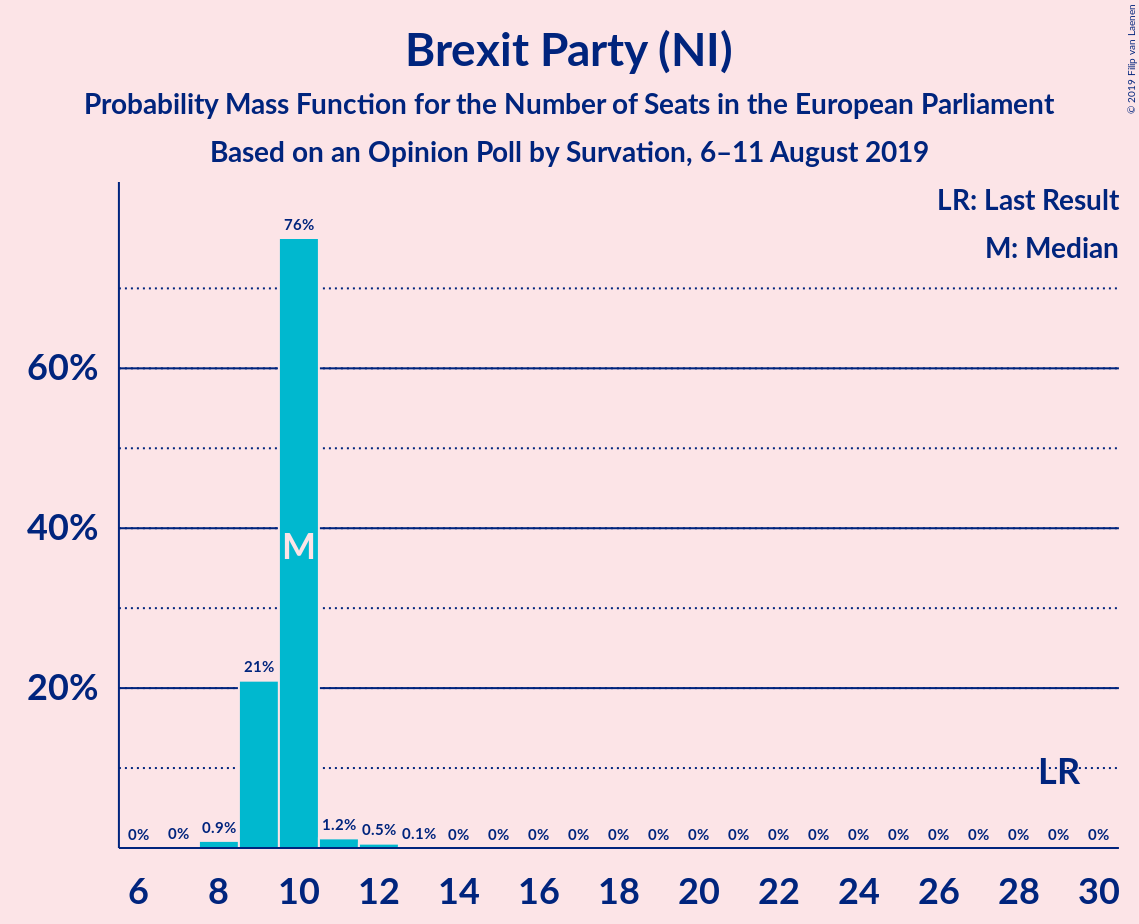 Brexit Party (NI)
Probability Mass Function for the Number of Seats in the European Parliament
Based on an Opinion Poll by Survation, 6–11 August 2019
© 2019 Filip van Laenen
LR: Last Result
M: Median
60%
40%
20%
0% 0% 0.9% 21% 76% 1.2% 0.5% 0.1% 0% 0% 0% 0% 0% 0% 0% 0% 0% 0% 0% 0% 0% 0% 0% 0% 0%
M
LR
6 8 10 12 14 16 18 20 22 24 26 28 30